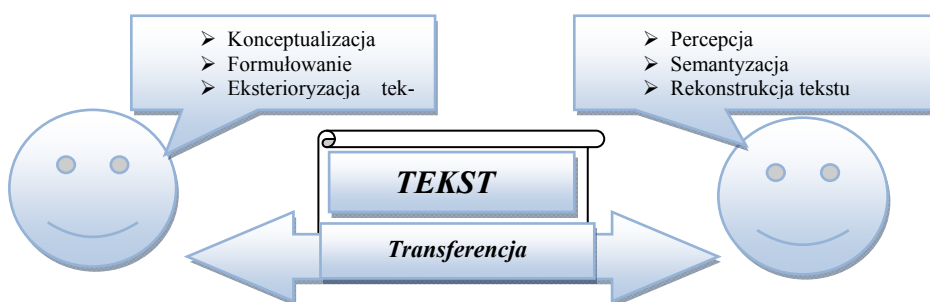 ➢ Konceptualizacja
➢ Formułowanie
➢ Eksterioryzacja tek-
➢ Percepcja
➢ Semantyzacja
➢ Rekonstrukcja tekstu
TEKST
Transferencja